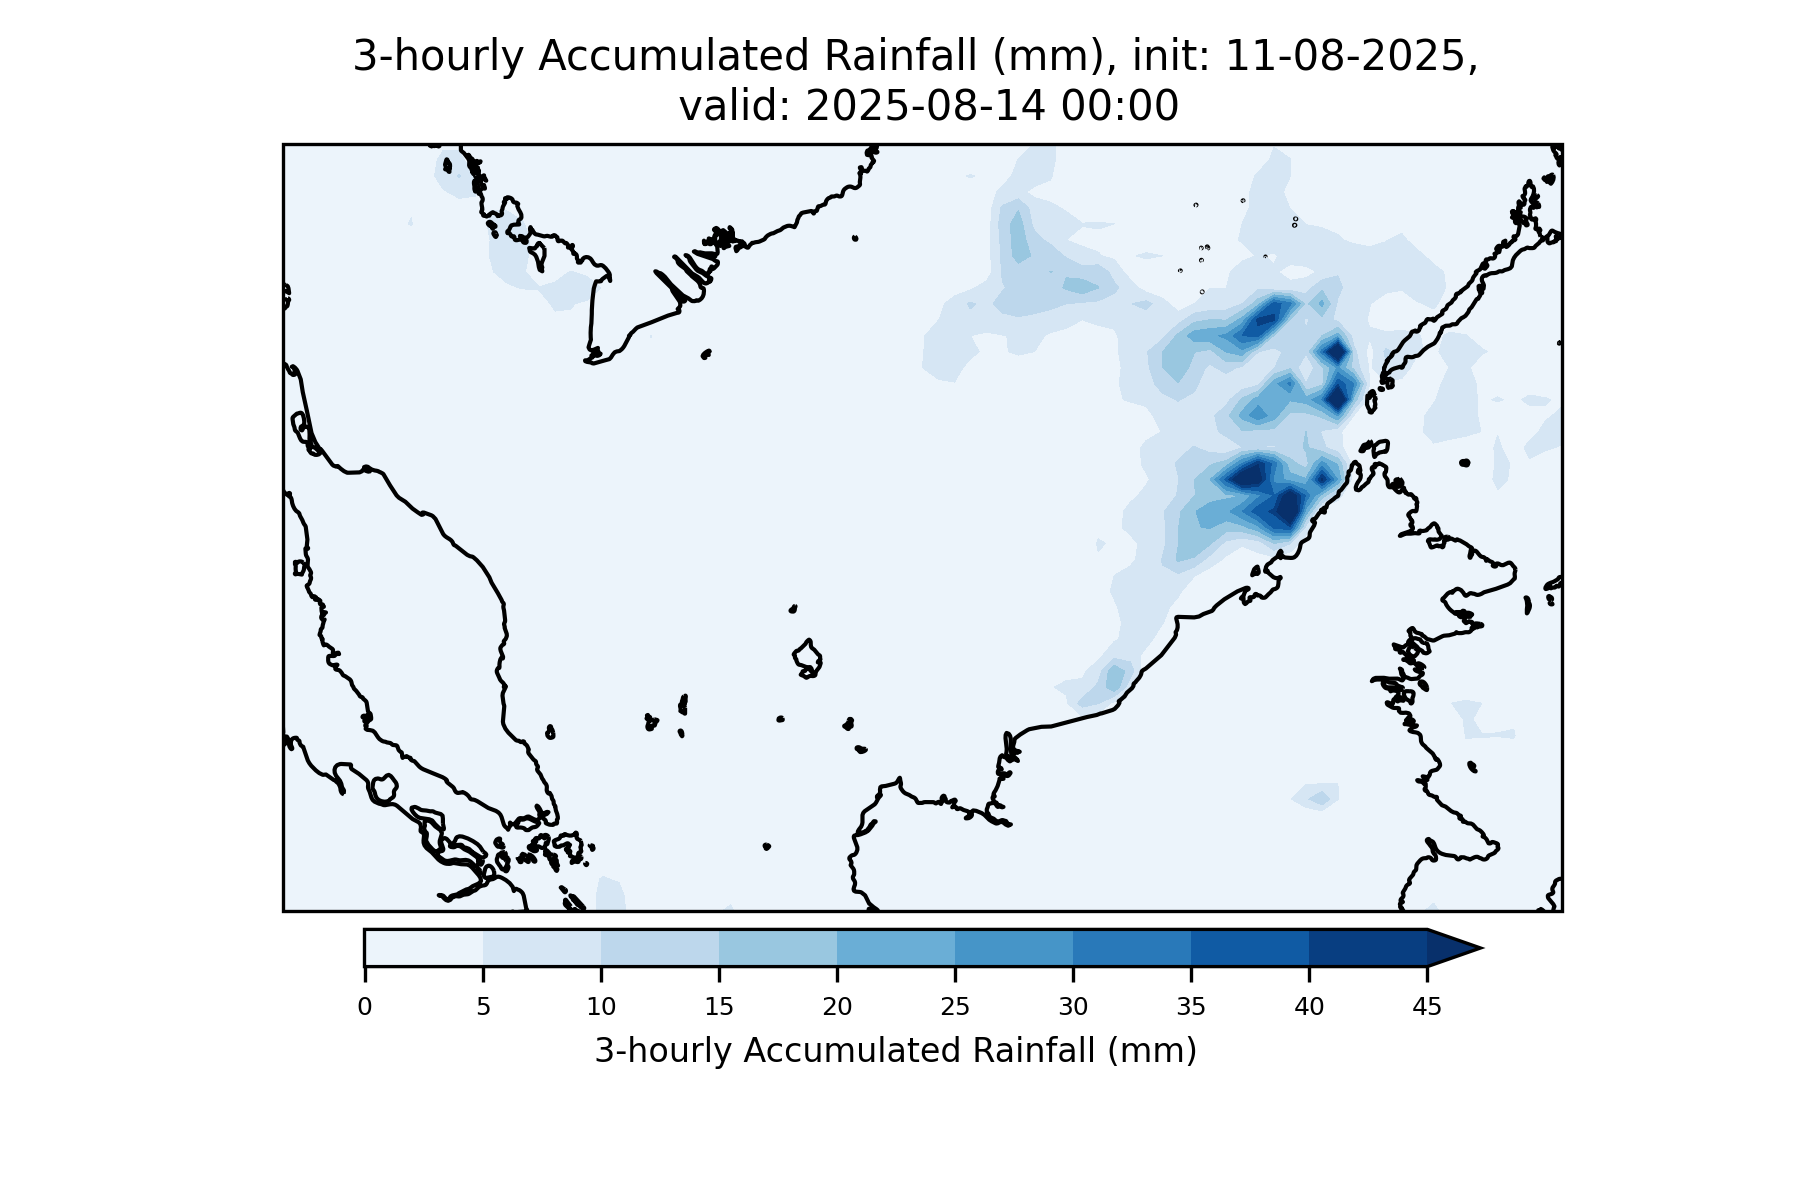 3-hourly Accumulated Rainfall (mm), init: 11-08-2025,
valid: 2025-08-14 00:00
0 5 10 15 20 25 30 35 40 45
3-hourly Accumulated Rainfall (mm)